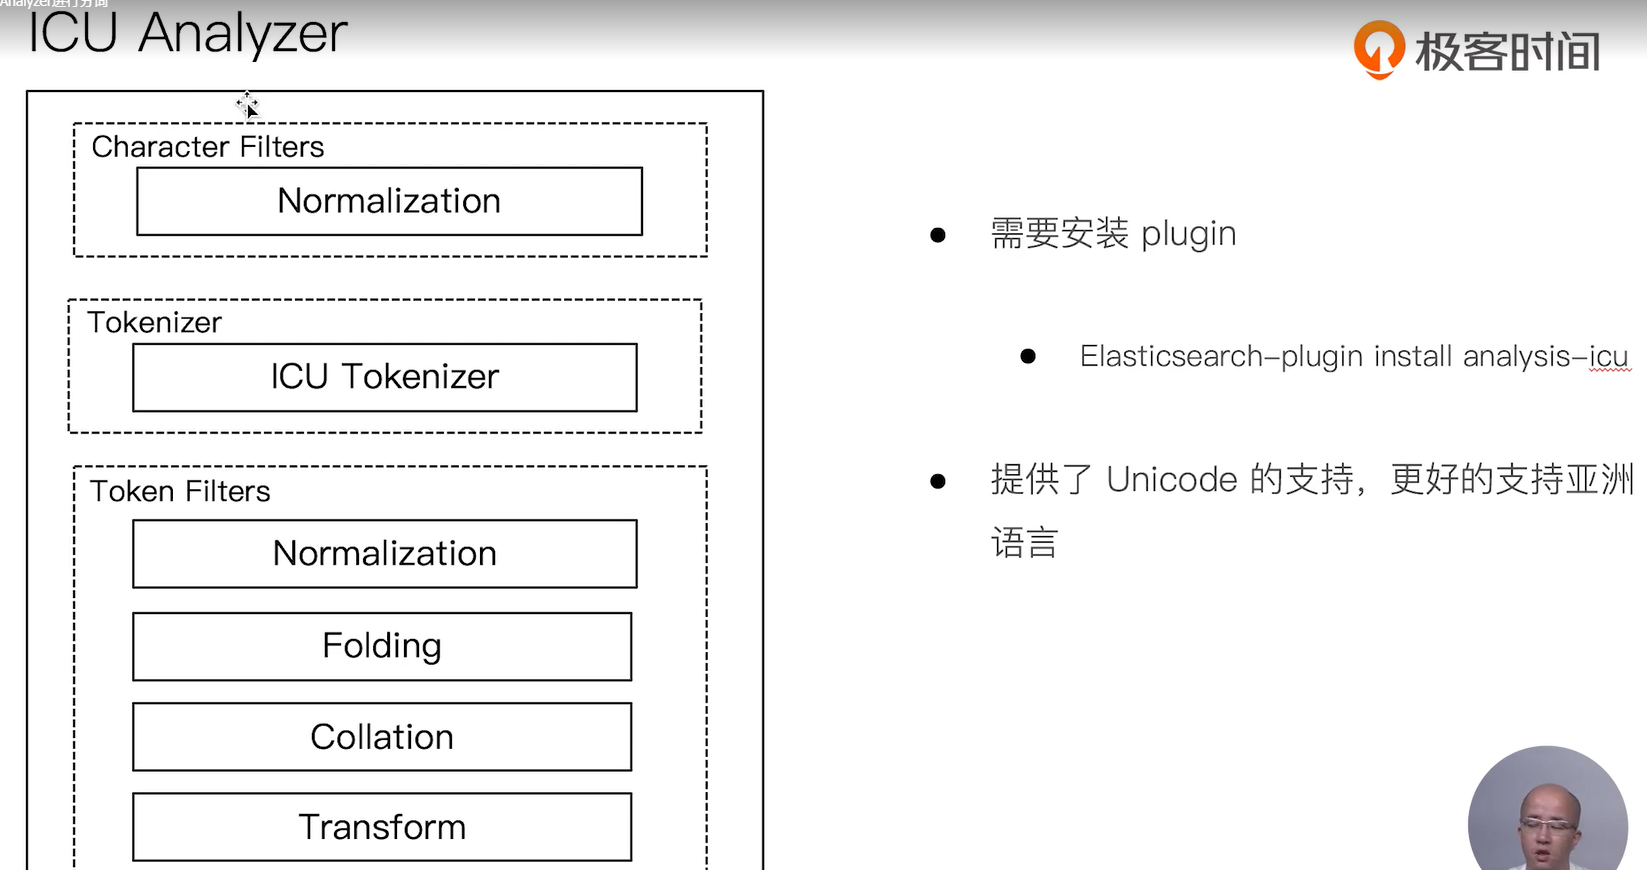 Analyzer进行分词
ICU Analyzer
极客时间
Character Filters
Normalization
Tokenizer
ICU Tokenizer
Token Filters
Normalization
Folding
Collation
Transform
需要安装 plugin
Elasticsearch-plugin install analysis-icu
提供了 Unicode 的支持，更好的支持亚洲
语言